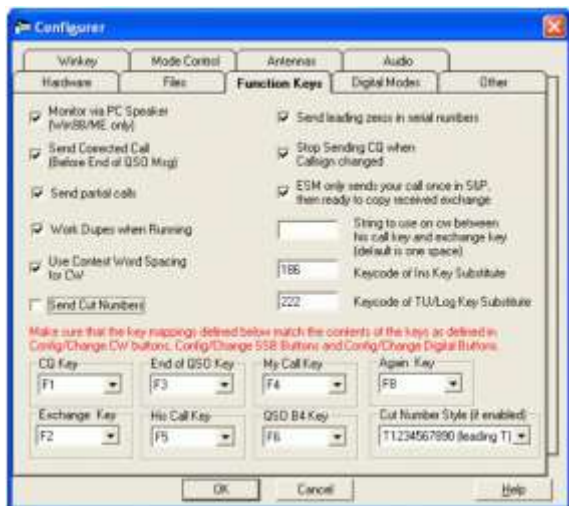 Configurer
Winkey
Mode Control
Antennas
Audio
Hardware
Files
Function Keys
Digital Modes
Other
Monitor via PC Speaker
(Win98/ME only)
Send Corrected Call
(Before End of QSO Msg)
Send partial calls
Work Dupes when Running
Use Contest Word Spacing
for CW
Send Cut Numbers
Send leading zeros in serial numbers
Stop Sending CQ when
Callsign changed
ESM only sends your call once in S&P,
then ready to copy received exchange
String to use on cw between
his call key and exchange key
(default is one space)
186
Keycode of Ins Key Substitute
222
Keycode of TU/Log Key Substitute
Make sure that the key mappings defined below match the contents of the keys as defined in
Config/Change CW buttons, Config/Change SSB Buttons and Config/Change Digital Buttons.
CQ Key
F1
End of QSO Key
F3
My Call Key
F4
Again Key
F8
Exchange Key
F2
His Call Key
F5
QSO B4 Key
F6
Cut Number Style (if enabled)
T1234567890 (leading T)
OK
Cancel
Help